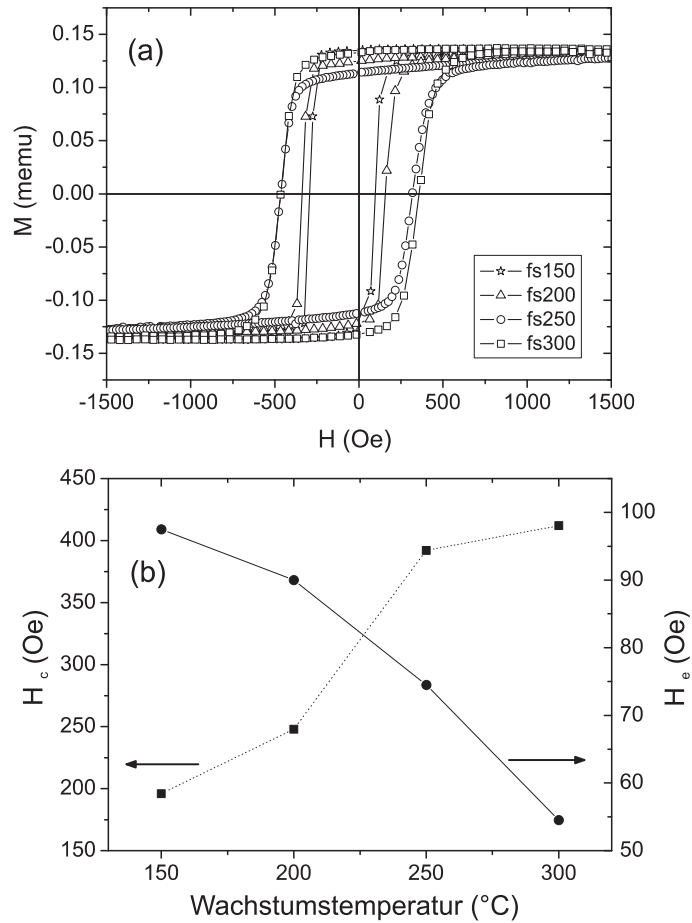 (a)
0.15
0.10
0.05
0.00
-0.05
-0.10
-0.15
M (memu)
fs150
fs200
fs250
fs300
-1500 -1000 -500 0 500 1000 1500
H (Oe)
(b)
450
400
350
300
250
200
150
H c (Oe)
100
90
80
70
60
50
H e (Oe)
150 200 250 300
Wachstumstemperatur (°C)